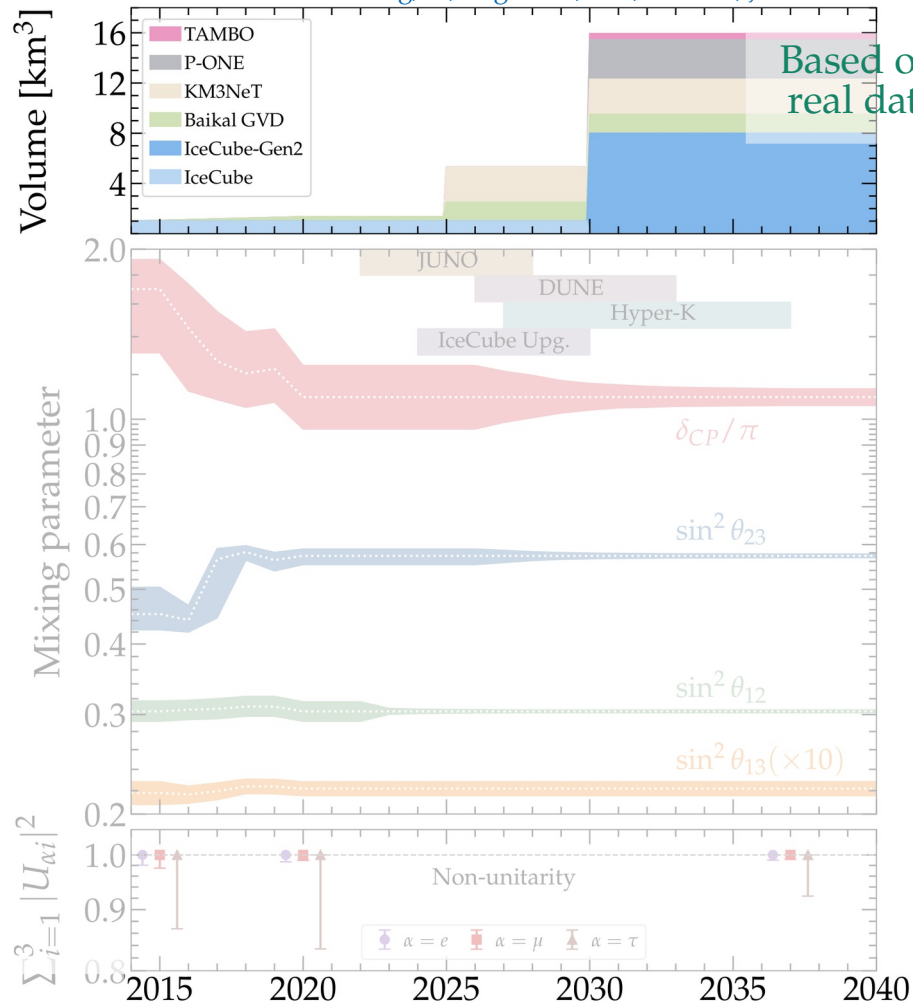 Volume [km³]
16
12
8
4
TAMBO
P-ONE
KM3NeT
Baikal GVD
IceCube-Gen2
IceCube
Based o
real dat
Mixing parameter
2.0
1.0
0.9
0.8
0.7
0.6
0.5
0.4
0.3
0.2
JUNO
DUNE
Hyper-K
IceCube Upg.
δ_CP/π
sin² θ₂₃
sin² θ₁₂
sin² θ₁₃(×10)
∑³ᵢ₌₁ |U_αi|²
1.0
0.9
0.8
Non-unitarity
α = e
α = μ
α = τ
2015
2020
2025
2030
2035
2040